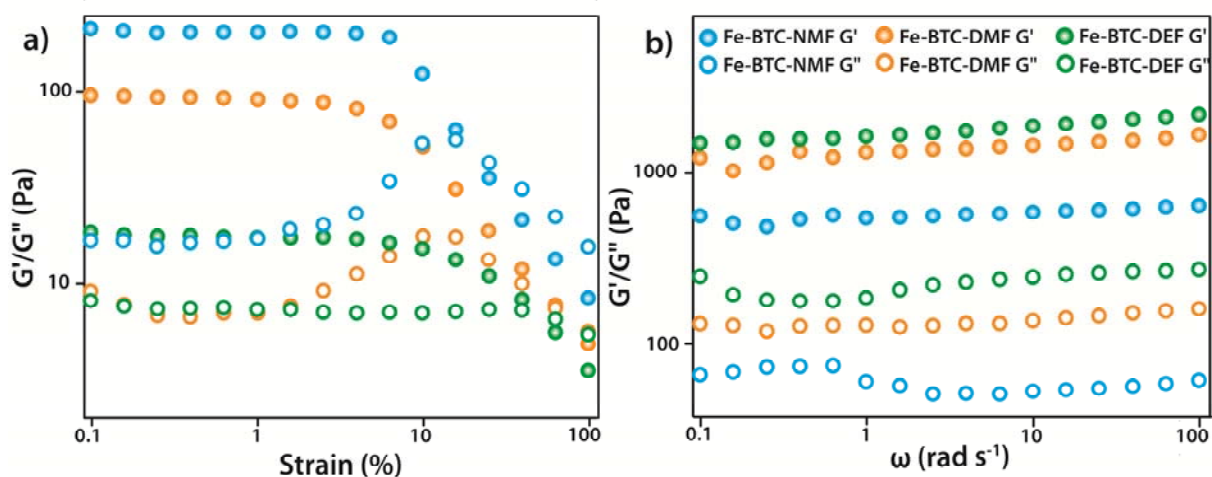 a)
G'/G" (Pa)
100
10
0.1 1 10 100
Strain (%)
b)
Fe-BTC-NMF G' Fe-BTC-DMF G' Fe-BTC-DEF G'
Fe-BTC-NMF G" Fe-BTC-DMF G" Fe-BTC-DEF G"
G'/G" (Pa)
1000
100
0.1 1 10 100
ω (rad s⁻¹)